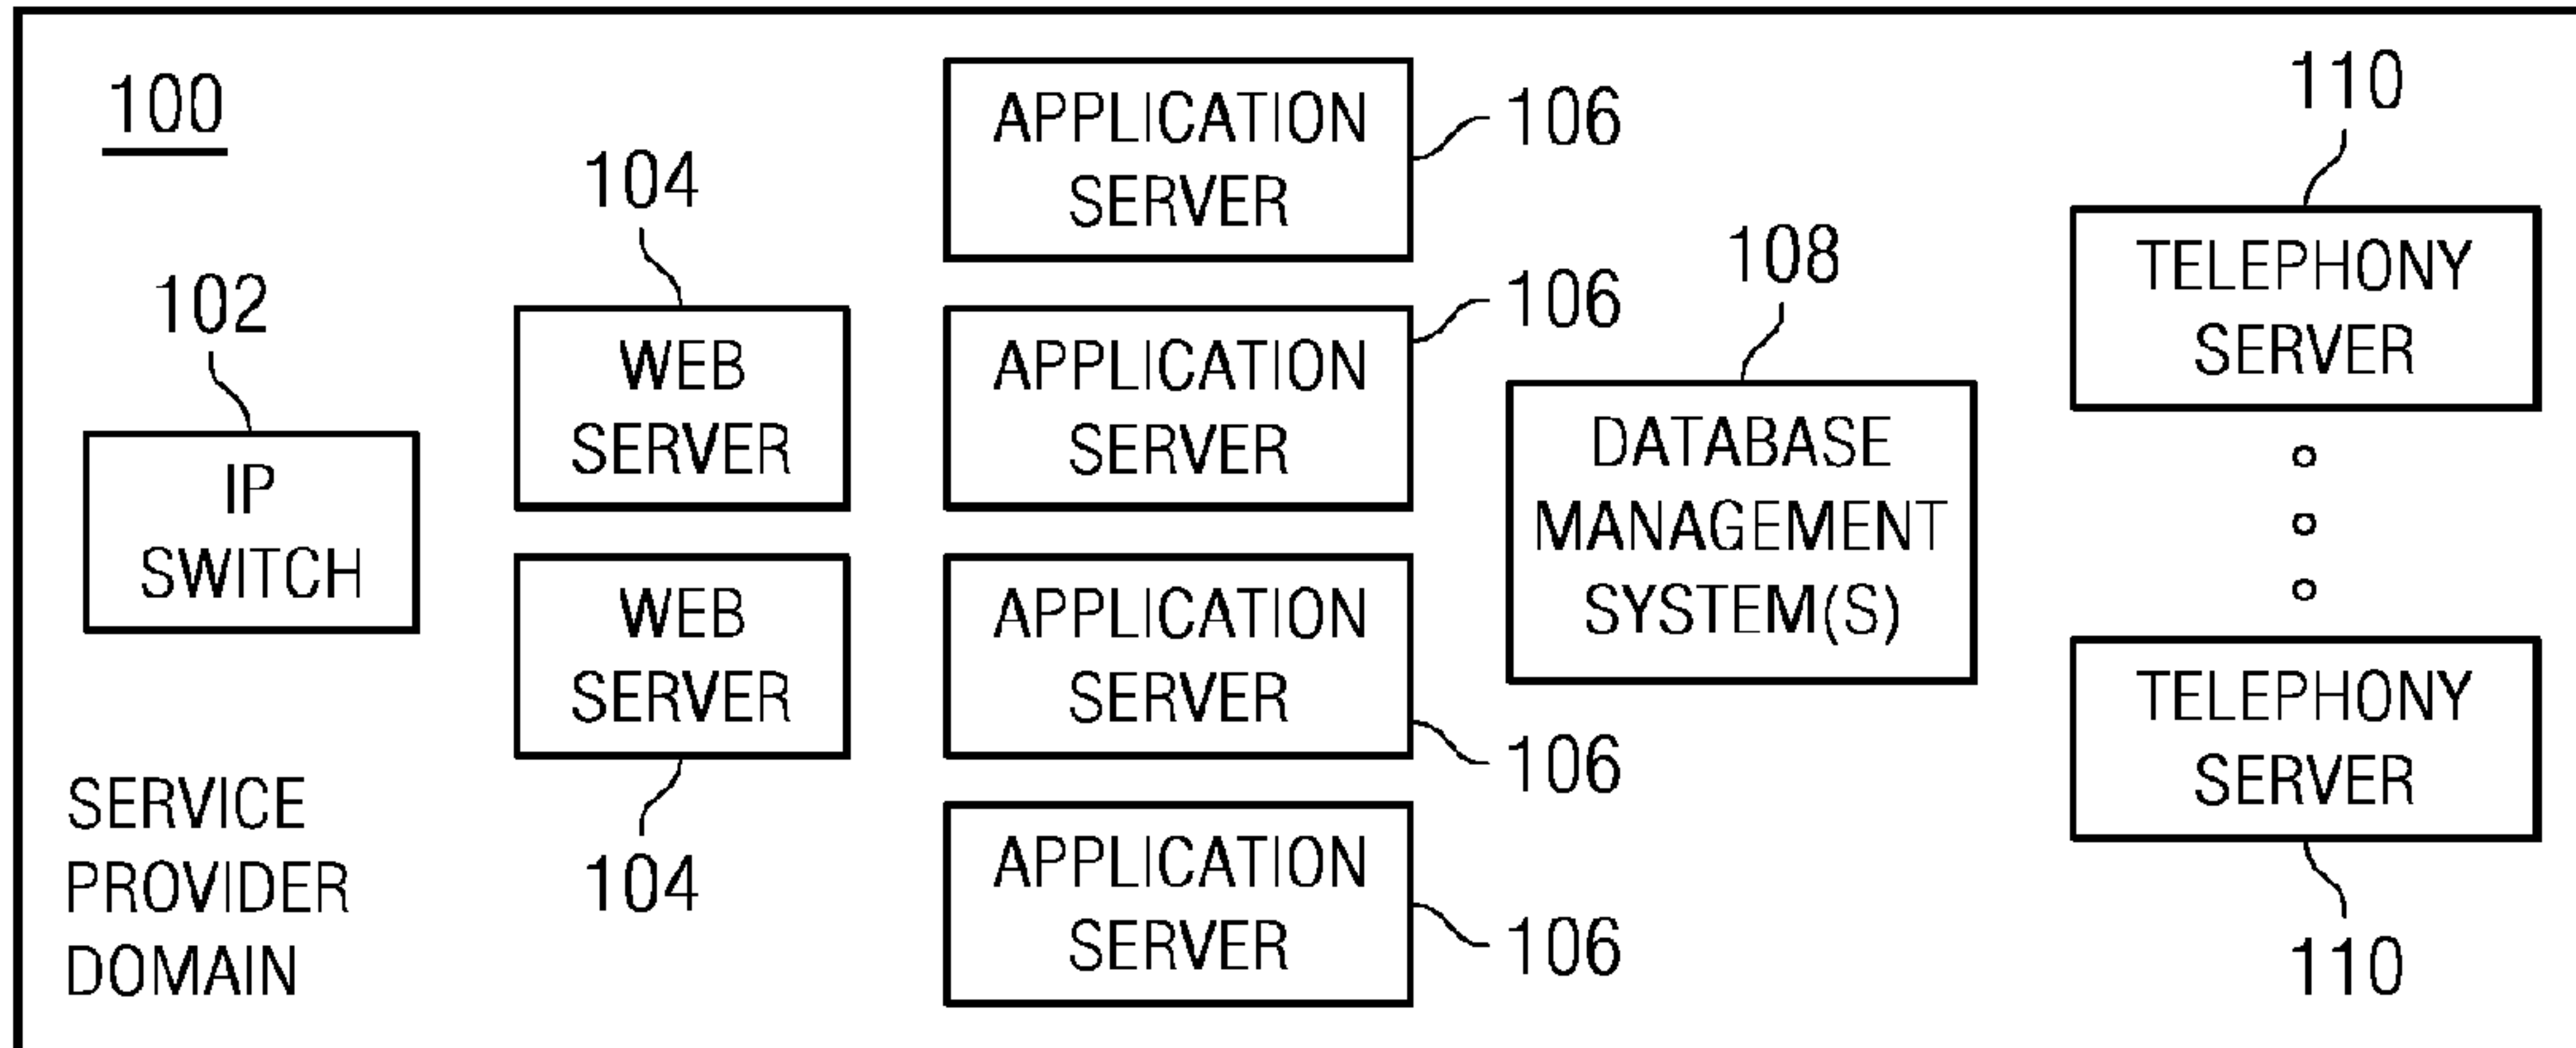 100
102
IP
SWITCH
SERVICE
PROVIDER
DOMAIN
104
WEB
SERVER
WEB
SERVER
104
APPLICATION
SERVER
106
APPLICATION
SERVER
106
APPLICATION
SERVER
106
APPLICATION
SERVER
106
108
DATABASE
MANAGEMENT
SYSTEM(S)
110
TELEPHONY
SERVER
TELEPHONY
SERVER
110